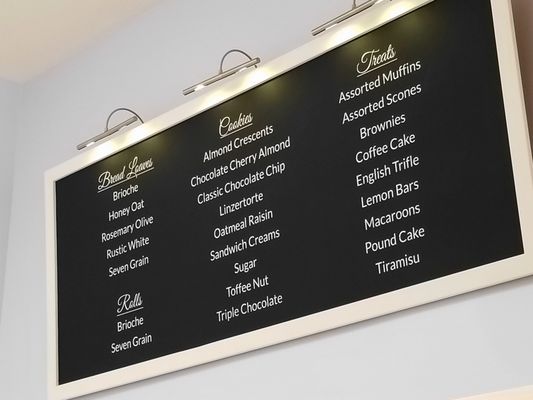 Bread Loaves
Brioche
Honey Oat
Rosemary Olive
Rustic White
Seven Grain
Rolls
Brioche
Seven Grain
Cookies
Almond Crescents
Chocolate Cherry Almond
Classic Chocolate Chip
Linzertorte
Oatmeal Raisin
Sandwich Creams
Sugar
Toffee Nut
Triple Chocolate
Treats
Assorted Muffins
Assorted Scones
Brownies
Coffee Cake
English Trifle
Lemon Bars
Macaroons
Pound Cake
Tiramisu